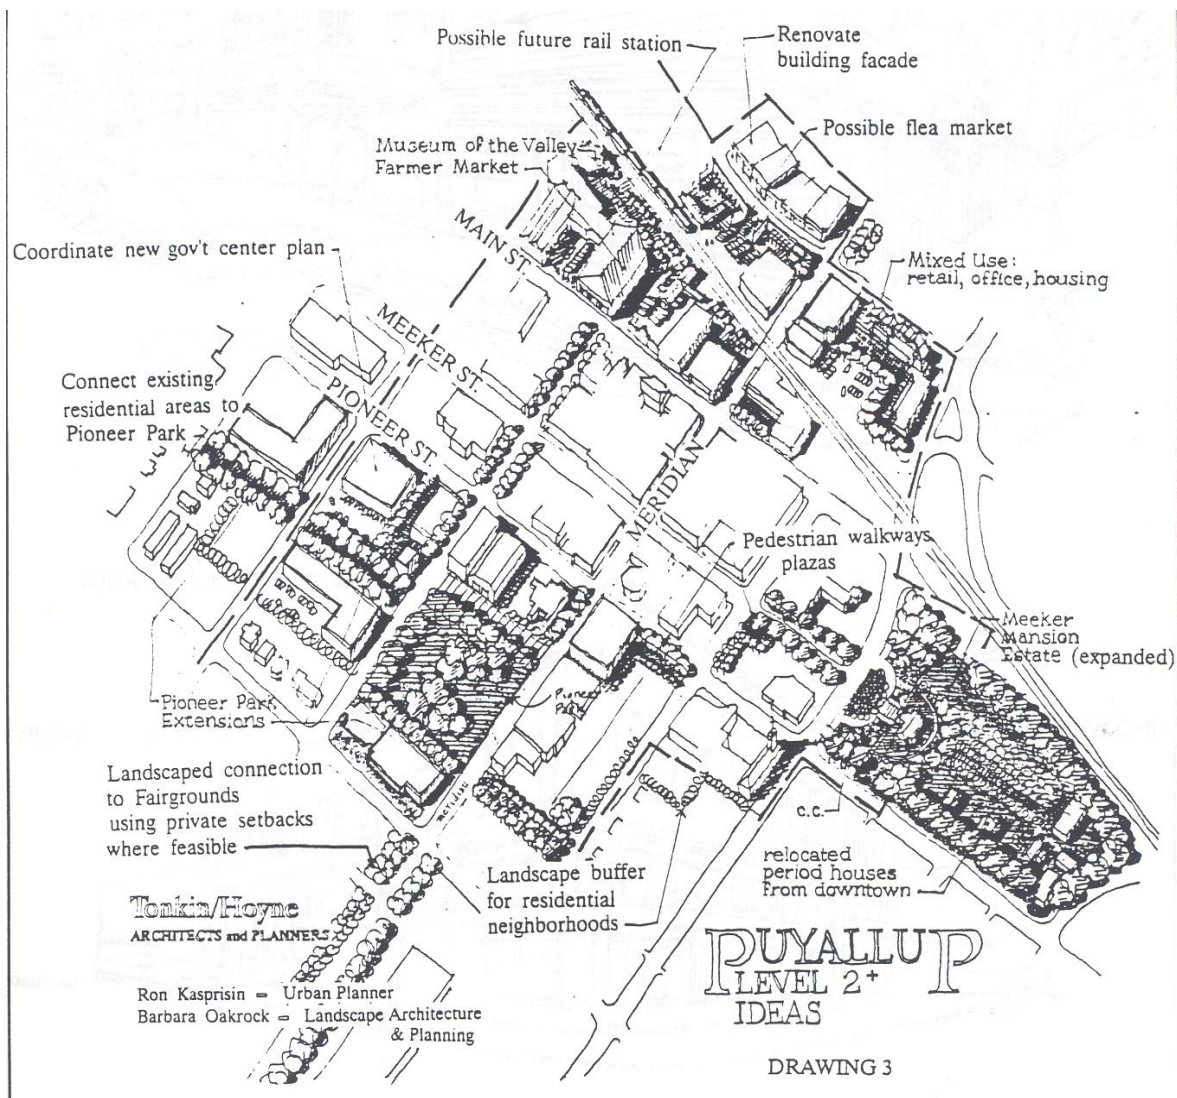 Possible future rail station
Renovate
building facade
Possible flea market
Museum of the Valley
Farmer Market
MAIN ST.
Coordinate new gov't center plan
Mixed Use:
retail, office, housing
MEEKER ST.
Connect existing
residential areas to
Pioneer Park
PIONEER ST.
MERIDIAN
Pedestrian walkways
plazas
Meeker
Mansion
Estate (expanded)
Pioneer Park
Extensions
Pioneer
Park
Landscaped connection
to Fairgrounds
using private setbacks
where feasible
c.c.
relocated
period houses
From downtown
Landscape buffer
for residential
neighborhoods
Tonkin/Hoyne
ARCHITECTS and PLANNERS
Ron Kasprisin = Urban Planner
Barbara Oakrock = Landscape Architecture
& Planning
PUYALLUP
LEVEL 2+
IDEAS
DRAWING 3